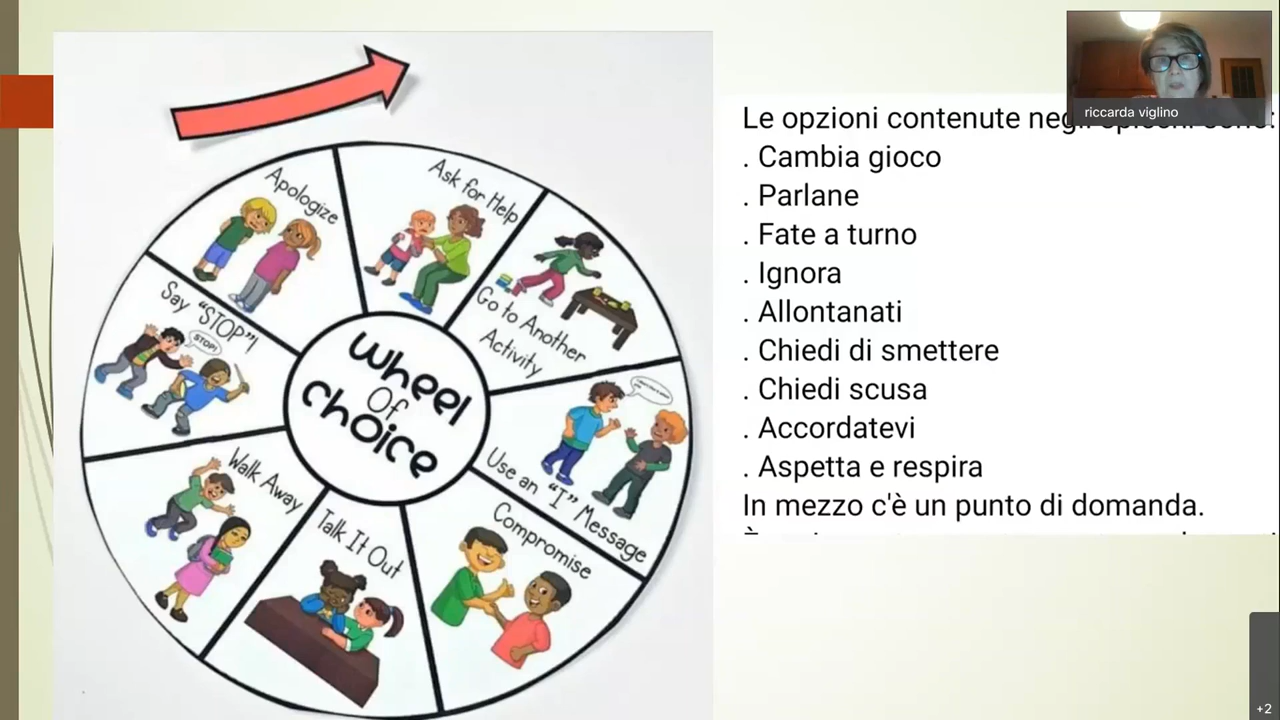 Apologize
Ask for Help
Go to Another
Activity
Use an "I" Message
Compromise
Talk It Out
Walk Away
Say "STOP"!
STOP!
Wheel
Of
choice
riccarda viglino
Le opzioni contenute negli spicchi sono:
. Cambia gioco
. Parlane
. Fate a turno
. Ignora
. Allontanati
. Chiedi di smettere
. Chiedi scusa
. Accordatevi
. Aspetta e respira
In mezzo c'è un punto di domanda.
+2